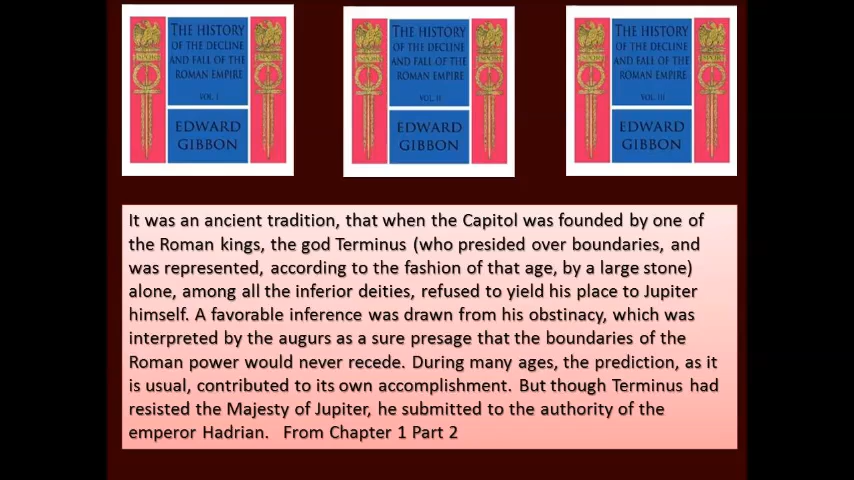 THE HISTORY
OF THE DECLINE
AND FALL OF THE
ROMAN EMPIRE
VOL. I
EDWARD
GIBBON
THE HISTORY
OF THE DECLINE
AND FALL OF THE
ROMAN EMPIRE
VOL. II
EDWARD
GIBBON
THE HISTORY
OF THE DECLINE
AND FALL OF THE
ROMAN EMPIRE
VOL. III
EDWARD
GIBBON
It was an ancient tradition, that when the Capitol was founded by one of
the Roman kings, the god Terminus (who presided over boundaries, and
was represented, according to the fashion of that age, by a large stone)
alone, among all the inferior deities, refused to yield his place to Jupiter
himself. A favorable inference was drawn from his obstinacy, which was
interpreted by the augurs as a sure presage that the boundaries of the
Roman power would never recede. During many ages, the prediction, as it
is usual, contributed to its own accomplishment. But though Terminus had
resisted the Majesty of Jupiter, he submitted to the authority of the
emperor Hadrian. From Chapter 1 Part 2